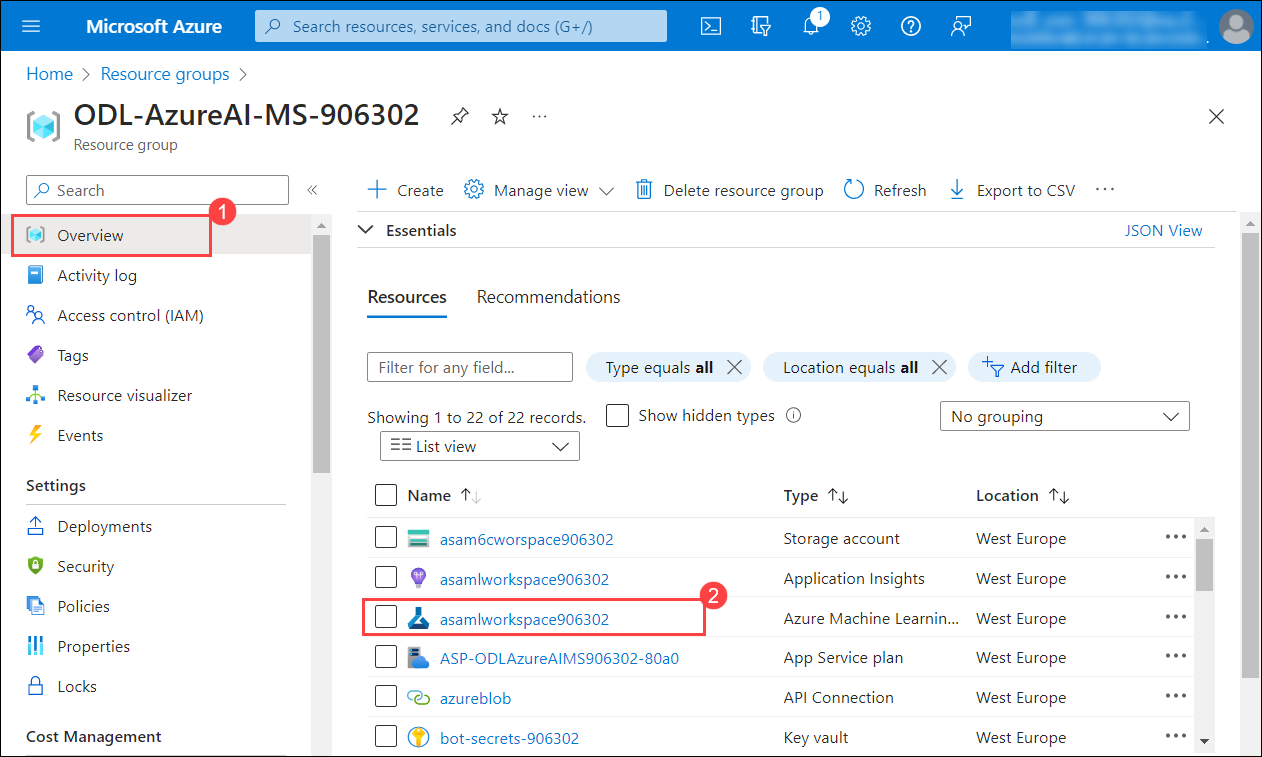 Microsoft Azure
Search resources, services, and docs (G+/)
1
Home > Resource groups >
ODL-AzureAI-MS-906302
Resource group
Search
«
Create
Manage view
Delete resource group
Refresh
Export to CSV
1
Overview
Activity log
Access control (IAM)
Tags
Resource visualizer
Events
Settings
Deployments
Security
Policies
Properties
Locks
Cost Management
Essentials
JSON View
Resources
Recommendations
Filter for any field...
Type equals all
Location equals all
Add filter
Showing 1 to 22 of 22 records.
Show hidden types
No grouping
List view
Name ↑↓ Type ↑↓ Location ↑↓
asam6cworspace906302 Storage account West Europe
asamlworkspace906302 Application Insights West Europe
2
asamlworkspace906302 Azure Machine Learnin... West Europe
ASP-ODLAzureAIMS906302-80a0 App Service plan West Europe
azureblob API Connection West Europe
bot-secrets-906302 Key vault West Europe